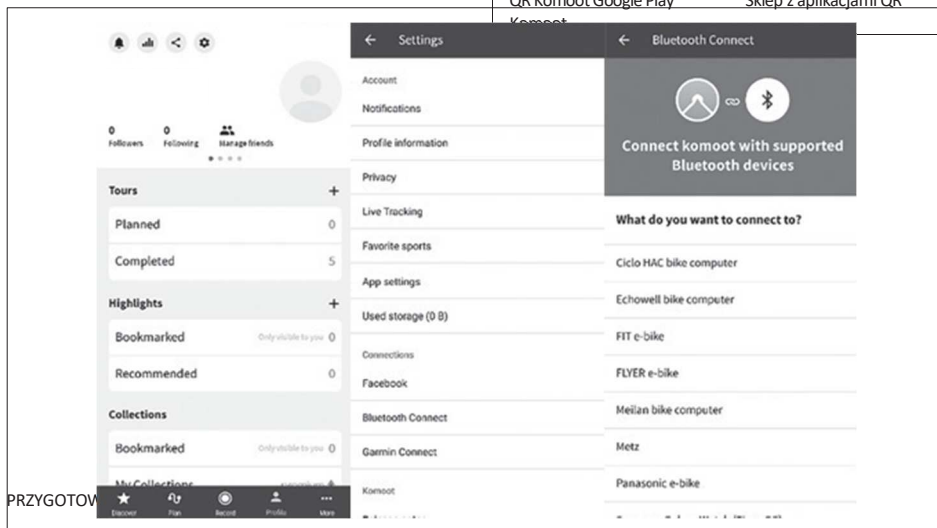 QR Komoot Google Play Sklep z aplikacjami QR
Komoot
0 0
Followers Following Manage friends
Tours +
Planned 0
Completed 5
Highlights +
Bookmarked Only visible to you 0
Recommended 0
Collections
Bookmarked Only visible to you 0
My Collections
Discover Plan Record Profile More
Settings
Account
Notifications
Profile information
Privacy
Live Tracking
Favorite sports
App settings
Used storage (0 B)
Connections
Facebook
Bluetooth Connect
Garmin Connect
Komoot
Bluetooth Connect
Connect komoot with supported
Bluetooth devices
What do you want to connect to?
Ciclo HAC bike computer
Echowell bike computer
FIT e-bike
FLYER e-bike
Meilan bike computer
Metz
Panasonic e-bike
PRZYGOTOW